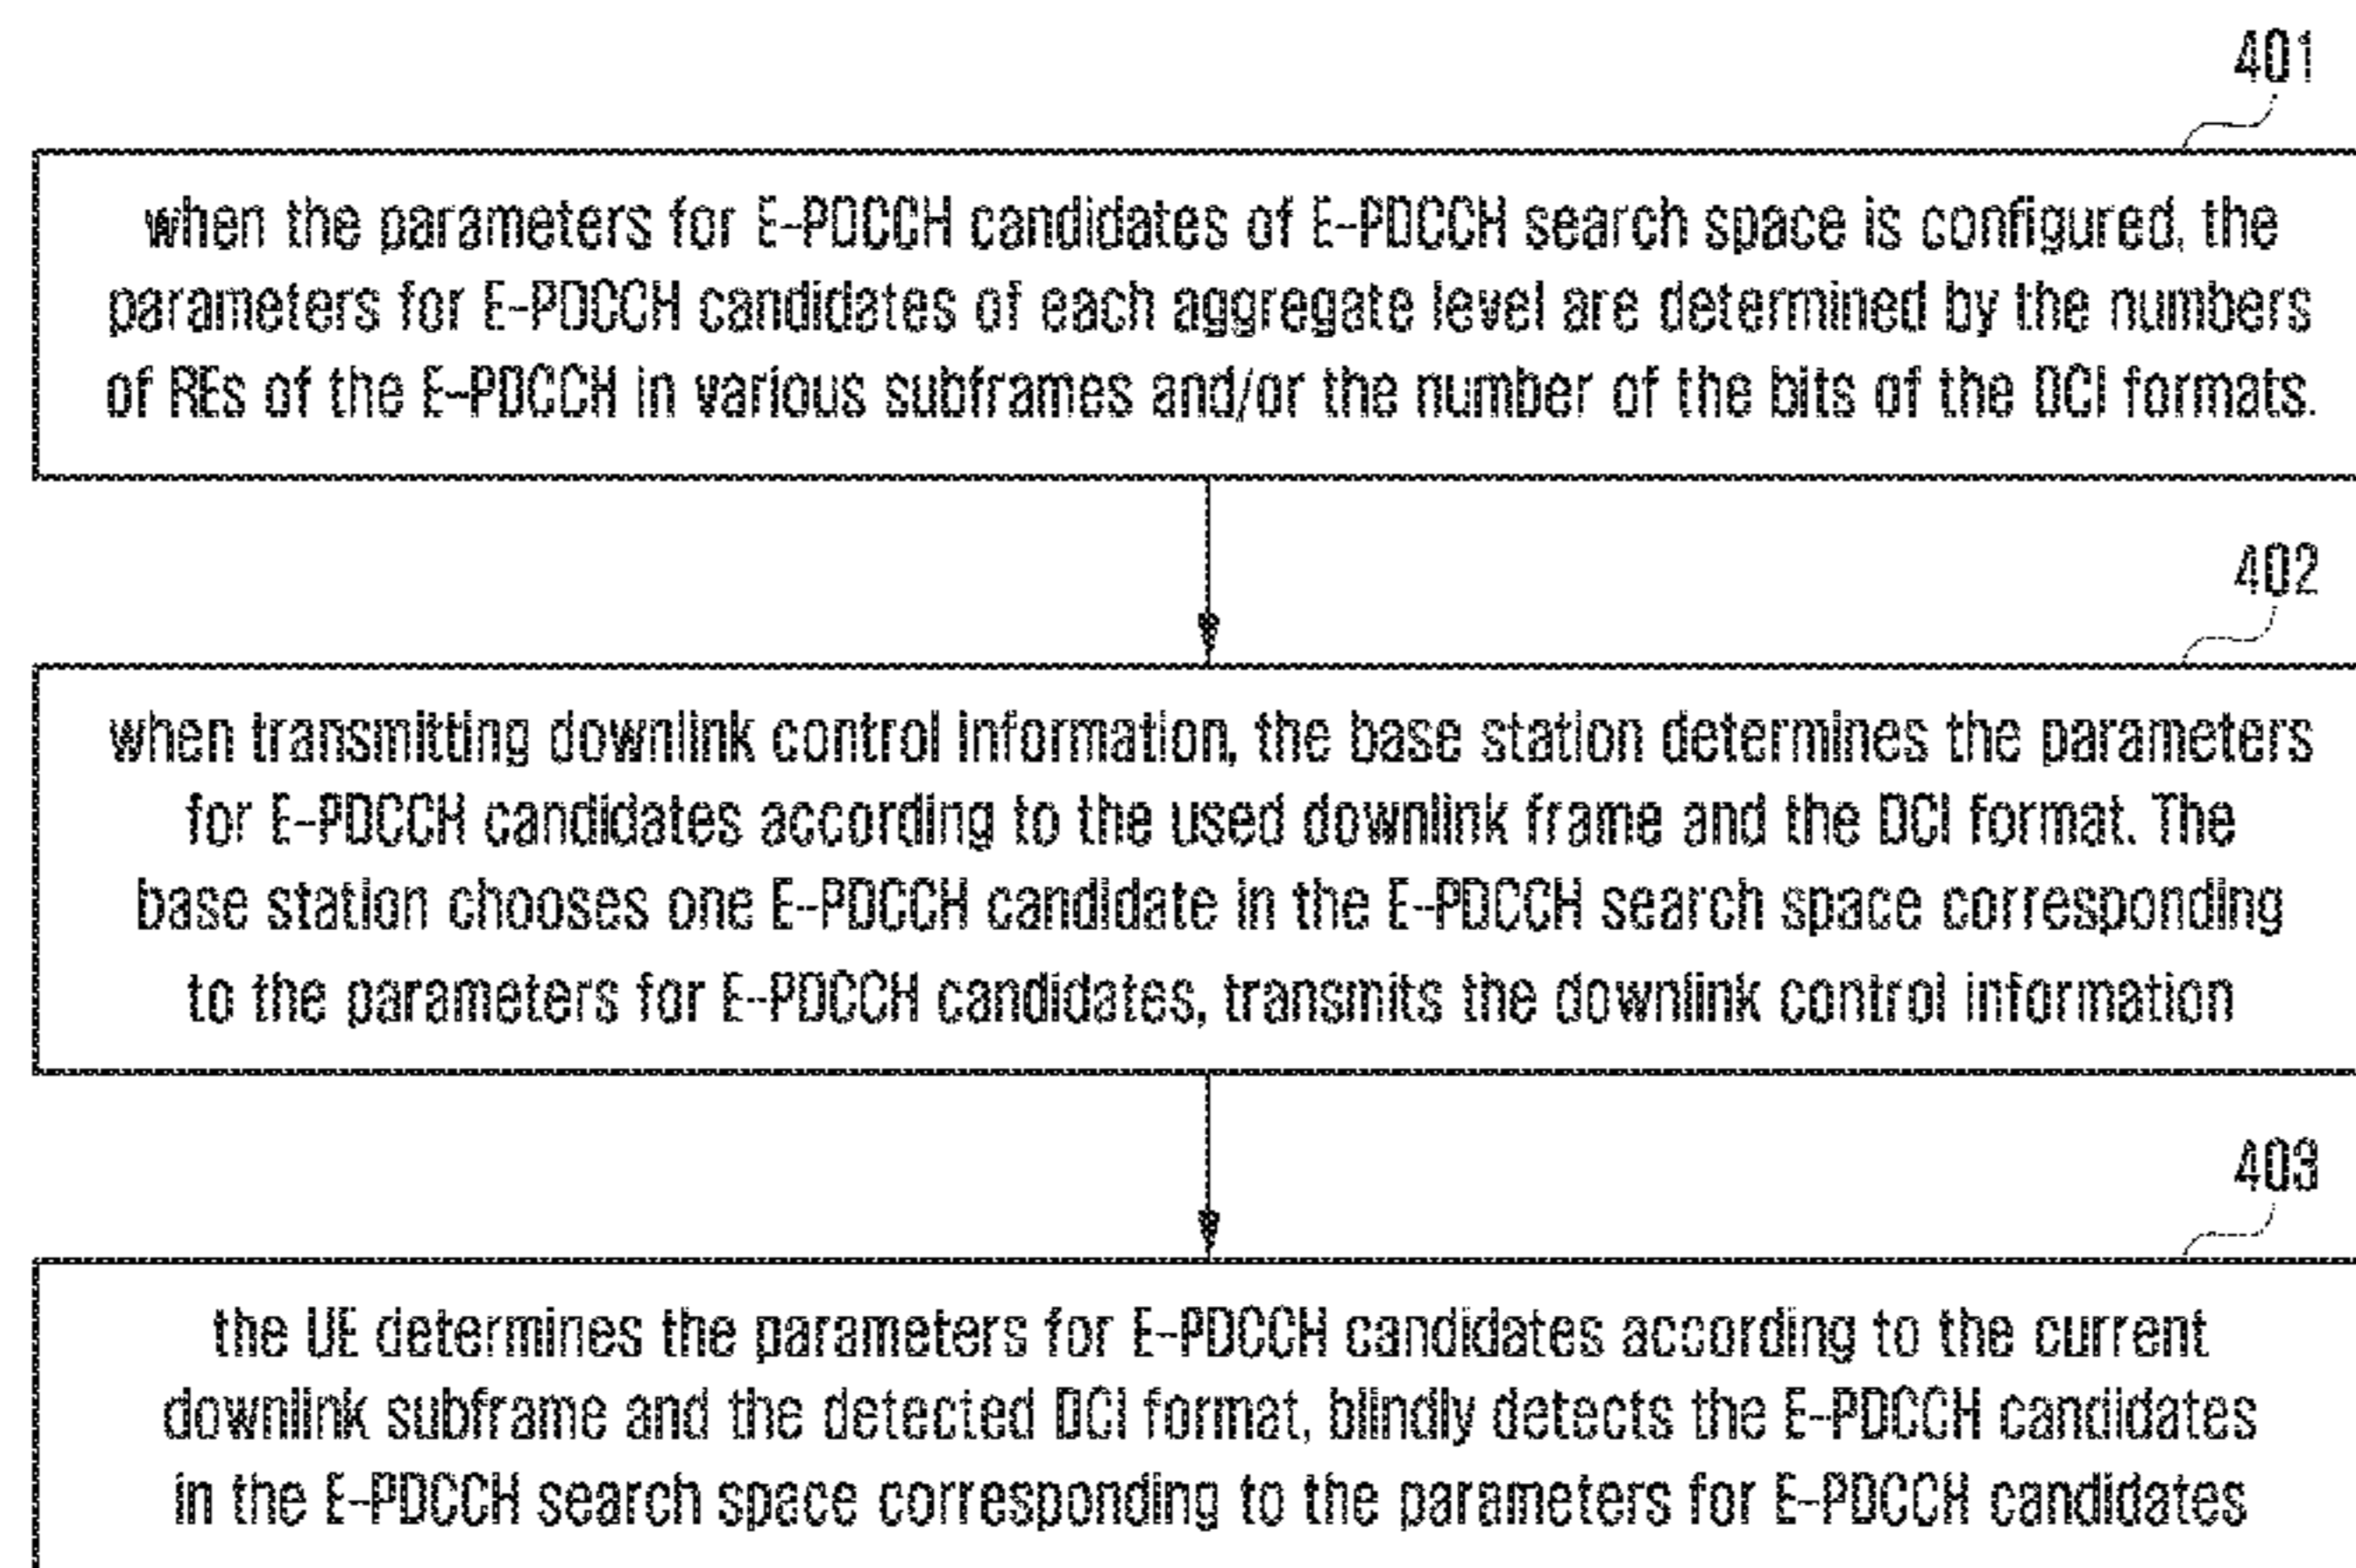 401
when the parameters for E-PDCCH candidates of E-PDCCH search space is configured, the
parameters for E-PDCCH candidates of each aggregate level are determined by the numbers
of REs of the E-PDCCH in various subframes and/or the number of the bits of the DCI formats.
402
when transmitting downlink control information, the base station determines the parameters
for E-PDCCH candidates according to the used downlink frame and the DCI format. The
base station chooses one E-PDCCH candidate in the E-PDCCH search space corresponding
to the parameters for E-PDCCH candidates, transmits the downlink control information
403
the UE determines the parameters for E-PDCCH candidates according to the current
downlink subframe and the detected DCI format, blindly detects the E-PDCCH candidates
in the E-PDCCH search space corresponding to the parameters for E-PDCCH candidates